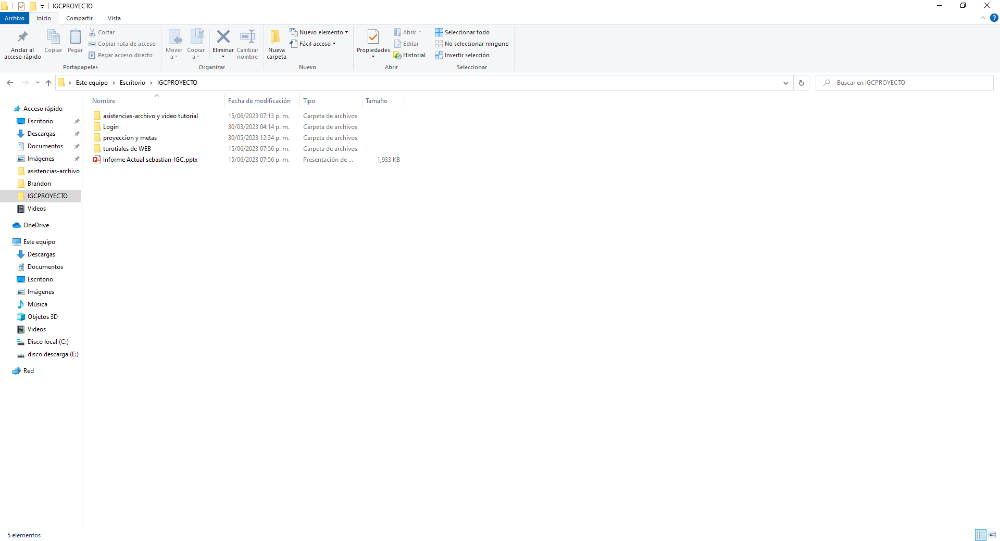 IGCPROYECTO
Archivo Inicio Compartir Vista
Anclar al acceso rápido
Copiar
Pegar
Cortar
Copiar ruta de acceso
Pegar acceso directo
Portapapeles
Mover a
Copiar a
Eliminar
Cambiar nombre
Organizar
Nueva carpeta
Nuevo elemento
Fácil acceso
Nuevo
Propiedades
Abrir
Editar
Historial
Abrir
Seleccionar todo
No seleccionar ninguno
Invertir selección
Seleccionar
Este equipo › Escritorio › IGCPROYECTO
Buscar en IGCPROYECTO
Acceso rápido
Escritorio
Descargas
Documentos
Imágenes
asistencias-archivo
Brandon
IGCPROYECTO
Videos
OneDrive
Este equipo
Descargas
Documentos
Escritorio
Imágenes
Música
Objetos 3D
Videos
Disco local (C:)
disco descarga (E:)
Red
Nombre Fecha de modificación Tipo Tamaño
asistencias-archivo y video tutorial 15/06/2023 07:13 p. m. Carpeta de archivos
Login 30/03/2023 04:14 p. m. Carpeta de archivos
proyeccion y metas 30/05/2023 12:34 p. m. Carpeta de archivos
turotiales de WEB 15/06/2023 07:56 p. m. Carpeta de archivos
Informe Actual sebastian-IGC.pptx 15/06/2023 07:56 p. m. Presentación de ... 1,933 KB
5 elementos